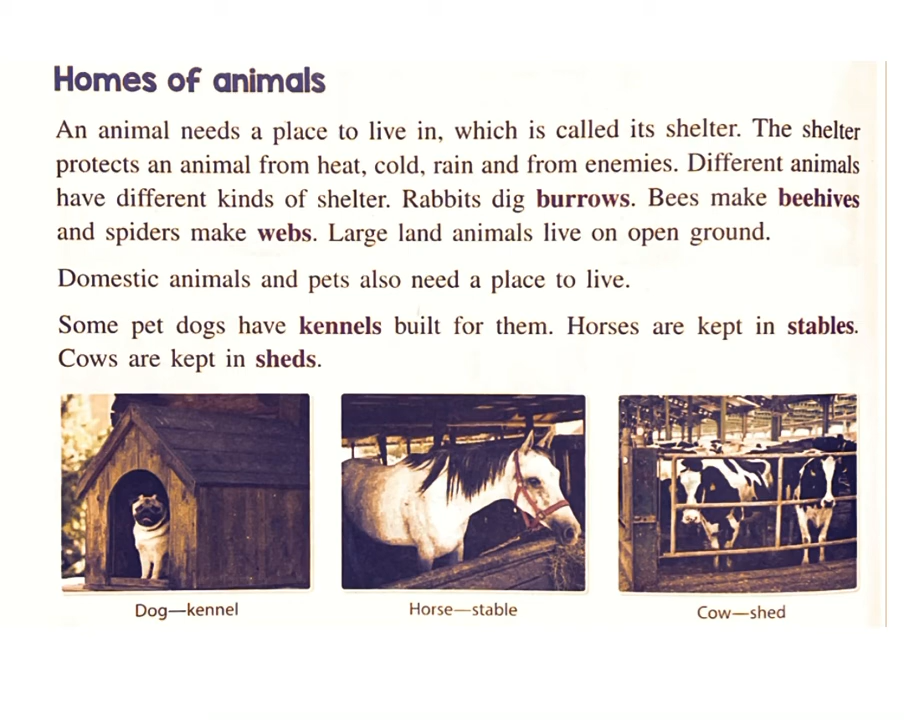 Homes of animals
An animal needs a place to live in, which is called its shelter. The shelter
protects an animal from heat, cold, rain and from enemies. Different animals
have different kinds of shelter. Rabbits dig burrows. Bees make beehives
and spiders make webs. Large land animals live on open ground.
Domestic animals and pets also need a place to live.
Some pet dogs have kennels built for them. Horses are kept in stables.
Cows are kept in sheds.
Dog—kennel
Horse—stable
Cow—shed